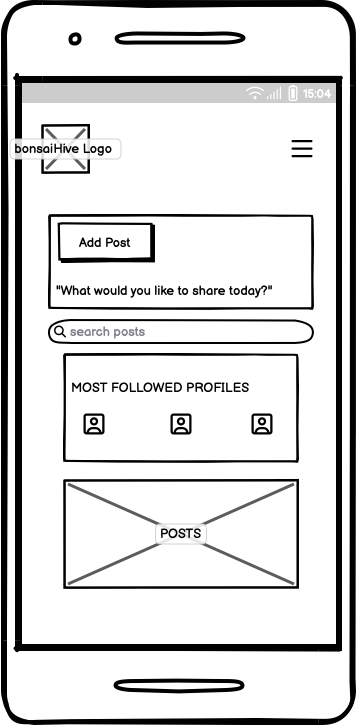 15:04
bonsaiHive Logo
Add Post
"What would you like to share today?"
search posts
MOST FOLLOWED PROFILES
POSTS